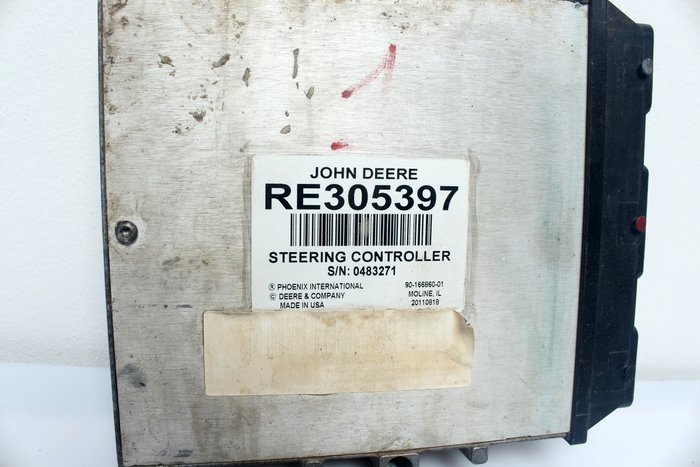 JOHN DEERE
RE305397
STEERING CONTROLLER
S/N: 0483271
Ⓡ PHOENIX INTERNATIONAL 90-166860-01
© DEERE & COMPANY MOLINE, IL
MADE IN USA 20110818